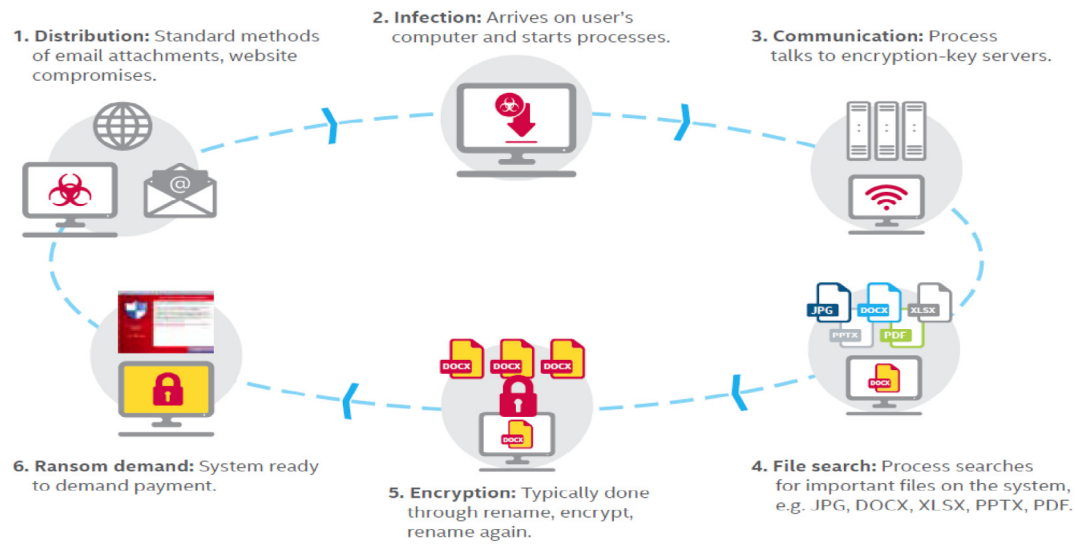 1. Distribution: Standard methods
of email attachments, website
compromises.
2. Infection: Arrives on user's
computer and starts processes.
3. Communication: Process
talks to encryption-key servers.
@
JPG
DOCX
XLSX
PPTX
PDF
DOCX
4. File search: Process searches
for important files on the system,
e.g. JPG, DOCX, XLSX, PPTX, PDF.
DOCX
DOCX
DOCX
DOCX
5. Encryption: Typically done
through rename, encrypt,
rename again.
6. Ransom demand: System ready
to demand payment.